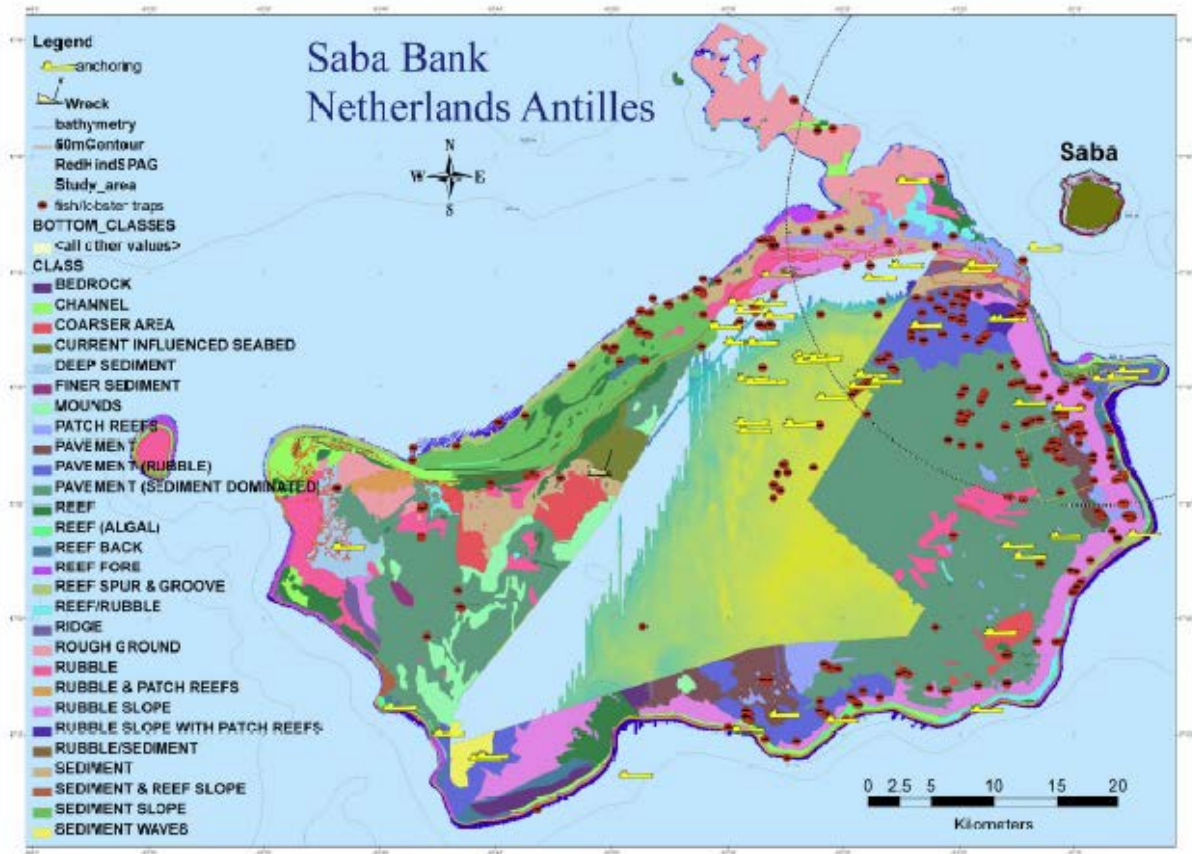 Legend
anchoring
Wreck
bathymetry
60mContour
RedHindSPAG
Study_area
fish/lobster traps
BOTTOM_CLASSES
<all other values>
CLASS
BEDROCK
CHANNEL
COARSER AREA
CURRENT INFLUENCED SEABED
DEEP SEDIMENT
FINER SEDIMENT
MOUNDS
PATCH REEFS
PAVEMENT
PAVEMENT (RUBBLE)
PAVEMENT (SEDIMENT DOMINATED)
REEF
REEF (ALGAL)
REEF BACK
REEF FORE
REEF SPUR & GROOVE
REEF/RUBBLE
RIDGE
ROUGH GROUND
RUBBLE
RUBBLE & PATCH REEFS
RUBBLE SLOPE
RUBBLE SLOPE WITH PATCH REEFS
RUBBLE/SEDIMENT
SEDIMENT
SEDIMENT & REEF SLOPE
SEDIMENT SLOPE
SEDIMENT WAVES
Saba Bank
Netherlands Antilles
N
W E
S
Saba
0 2.5 5 10 15 20
Kilometers